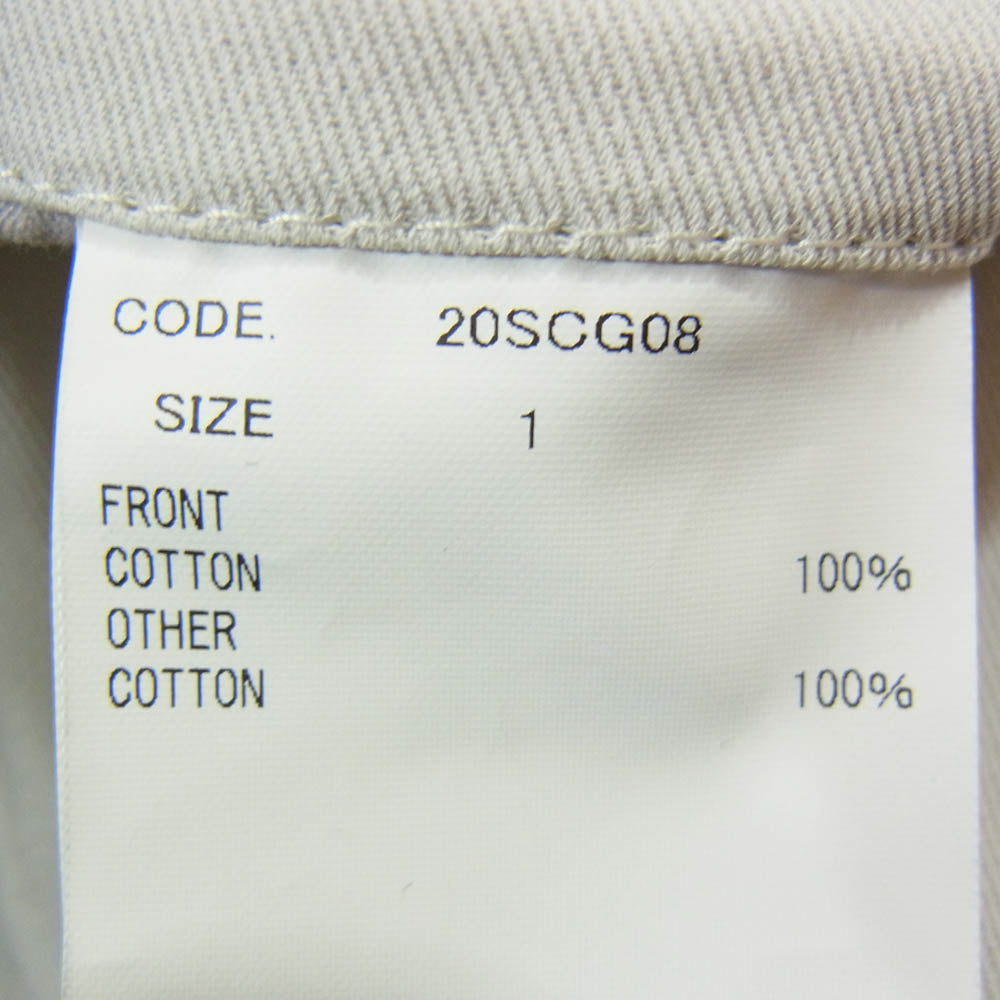 CODE. 20SCG08
SIZE 1
FRONT
COTTON 100%
OTHER
COTTON 100%